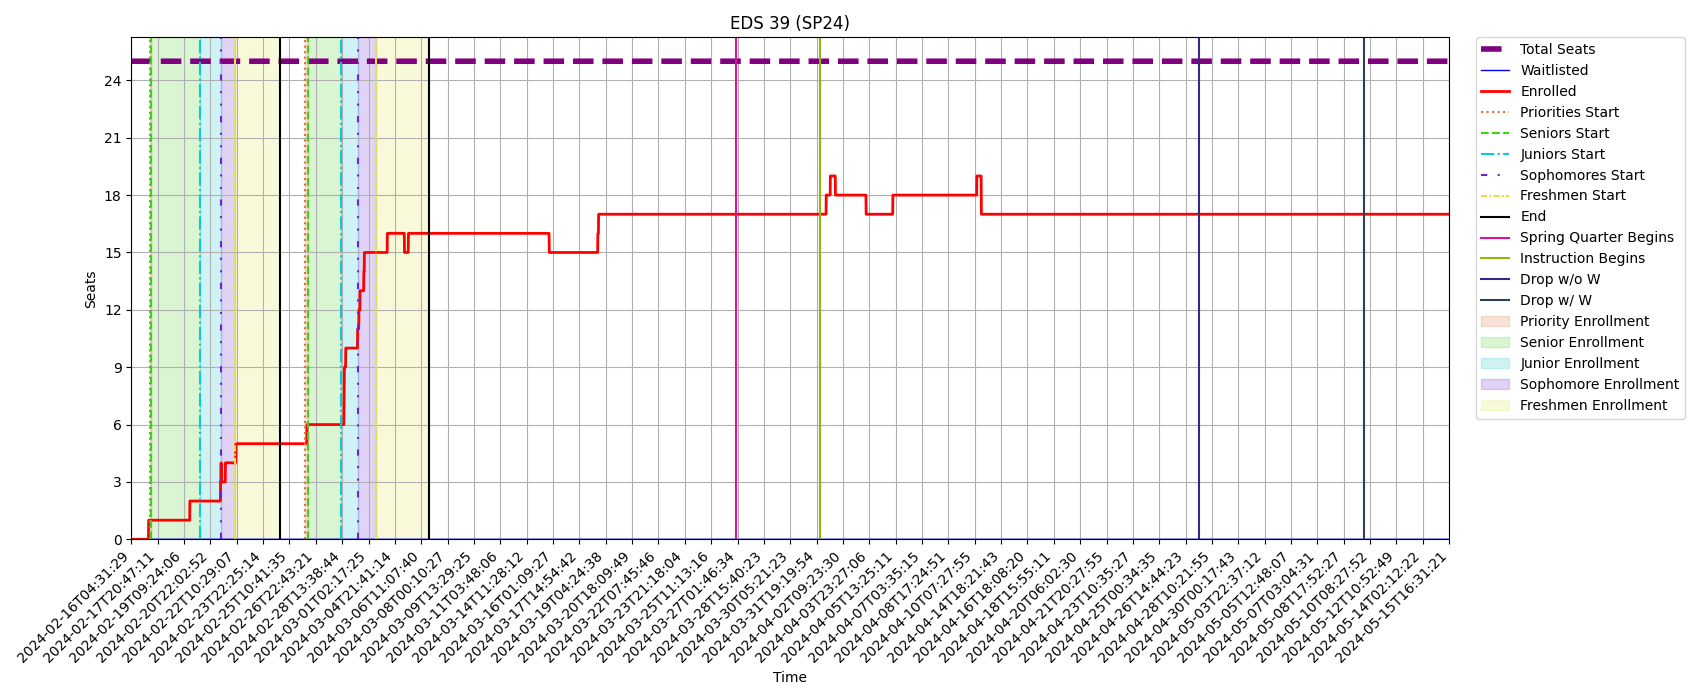 EDS 39 (SP24)
Seats
24
21
18
15
12
9
6
3
0
2024-02-16T04:31:29
2024-02-17T20:47:11
2024-02-19T09:24:06
2024-02-20T22:02:52
2024-02-22T10:29:07
2024-02-23T22:25:14
2024-02-25T10:41:35
2024-02-26T22:43:21
2024-02-28T13:38:44
2024-03-01T02:17:25
2024-03-04T21:41:14
2024-03-06T11:07:40
2024-03-08T00:10:27
2024-03-09T13:29:25
2024-03-11T03:48:06
2024-03-14T11:28:12
2024-03-16T01:09:27
2024-03-17T14:54:42
2024-03-19T04:24:38
2024-03-20T18:09:49
2024-03-22T07:45:46
2024-03-23T21:18:04
2024-03-25T11:13:16
2024-03-27T01:46:34
2024-03-28T15:40:23
2024-03-30T05:21:23
2024-03-31T19:19:54
2024-04-02T09:23:30
2024-04-03T23:27:06
2024-04-05T13:25:11
2024-04-07T03:35:15
2024-04-08T17:24:51
2024-04-10T07:27:55
2024-04-14T18:21:43
2024-04-16T18:08:20
2024-04-18T15:55:11
2024-04-20T06:02:30
2024-04-21T20:27:55
2024-04-23T10:35:27
2024-04-25T00:34:35
2024-04-26T14:44:23
2024-04-28T10:21:55
2024-04-30T00:17:43
2024-05-03T22:37:12
2024-05-05T12:48:07
2024-05-07T03:04:31
2024-05-08T17:52:27
2024-05-10T08:27:52
2024-05-12T10:52:49
2024-05-14T02:12:22
2024-05-15T16:31:21
Time
Total Seats
Waitlisted
Enrolled
Priorities Start
Seniors Start
Juniors Start
Sophomores Start
Freshmen Start
End
Spring Quarter Begins
Instruction Begins
Drop w/o W
Drop w/ W
Priority Enrollment
Senior Enrollment
Junior Enrollment
Sophomore Enrollment
Freshmen Enrollment